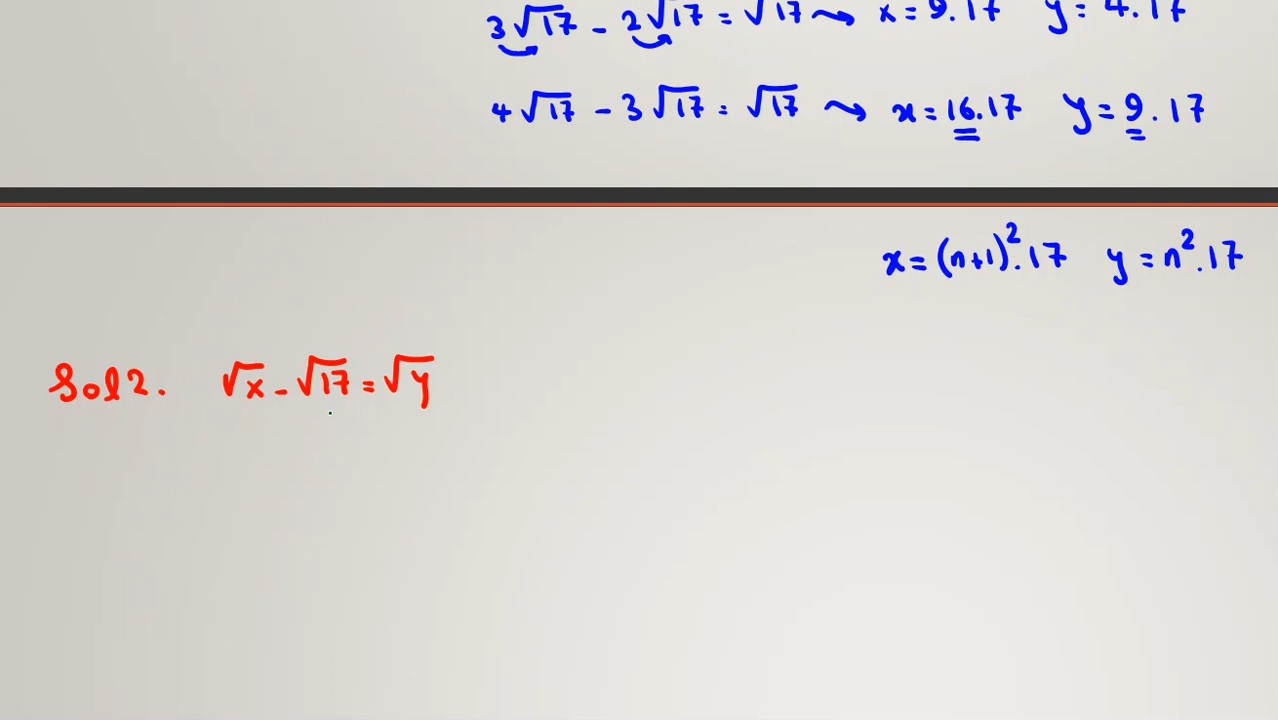 3√17 - 2√17 = √17 ⇝ x = 9.17 y = 4.17
4√17 - 3√17 = √17 ⇝ x = 16.17 y = 9.17
x = (n+1)².17 y = n².17
Sol2. √x - √17 = √y